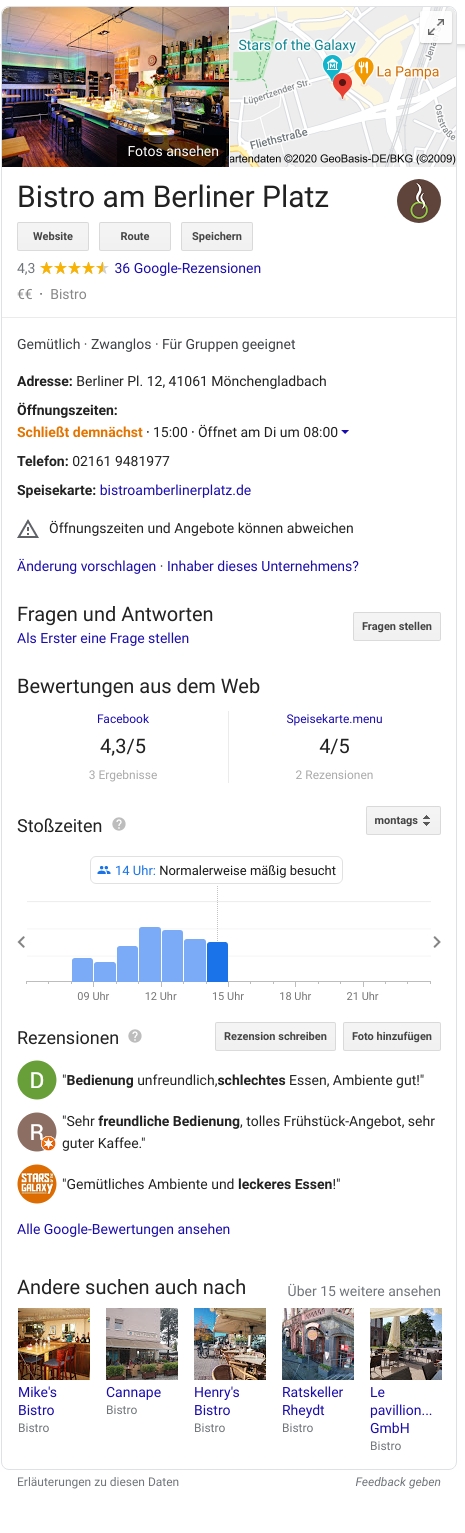 Stars of the Galaxy
La Pampa
Lüpertzender Str.
Fliethstraße
Oststraße
Jena
Fotos ansehen
artendaten ©2020 GeoBasis-DE/BKG (©2009)
Bistro am Berliner Platz
Website
Route
Speichern
4,3 36 Google-Rezensionen
€€ · Bistro
Gemütlich · Zwanglos · Für Gruppen geeignet
Adresse: Berliner Pl. 12, 41061 Mönchengladbach
Öffnungszeiten:
Schließt demnächst · 15:00 · Öffnet am Di um 08:00
Telefon: 02161 9481977
Speisekarte: bistroamberlinerplatz.de
Öffnungszeiten und Angebote können abweichen
Änderung vorschlagen · Inhaber dieses Unternehmens?
Fragen und Antworten
Fragen stellen
Als Erster eine Frage stellen
Bewertungen aus dem Web
Facebook
4,3/5
3 Ergebnisse
Speisekarte.menu
4/5
2 Rezensionen
Stoßzeiten ?
montags
14 Uhr: Normalerweise mäßig besucht
09 Uhr 12 Uhr 15 Uhr 18 Uhr 21 Uhr
Rezensionen ?
Rezension schreiben
Foto hinzufügen
D
"Bedienung unfreundlich,schlechtes Essen, Ambiente gut!"
R
"Sehr freundliche Bedienung, tolles Frühstück-Angebot, sehr
guter Kaffee."
STARS
GALAXY
"Gemütliches Ambiente und leckeres Essen!"
Alle Google-Bewertungen ansehen
Andere suchen auch nach
Über 15 weitere ansehen
Mike's
Bistro
Bistro
Cannape
Bistro
Henry's
Bistro
Bistro
Ratskeller
Rheydt
Bistro
Le
pavillion...
GmbH
Bistro
Erläuterungen zu diesen Daten
Feedback geben